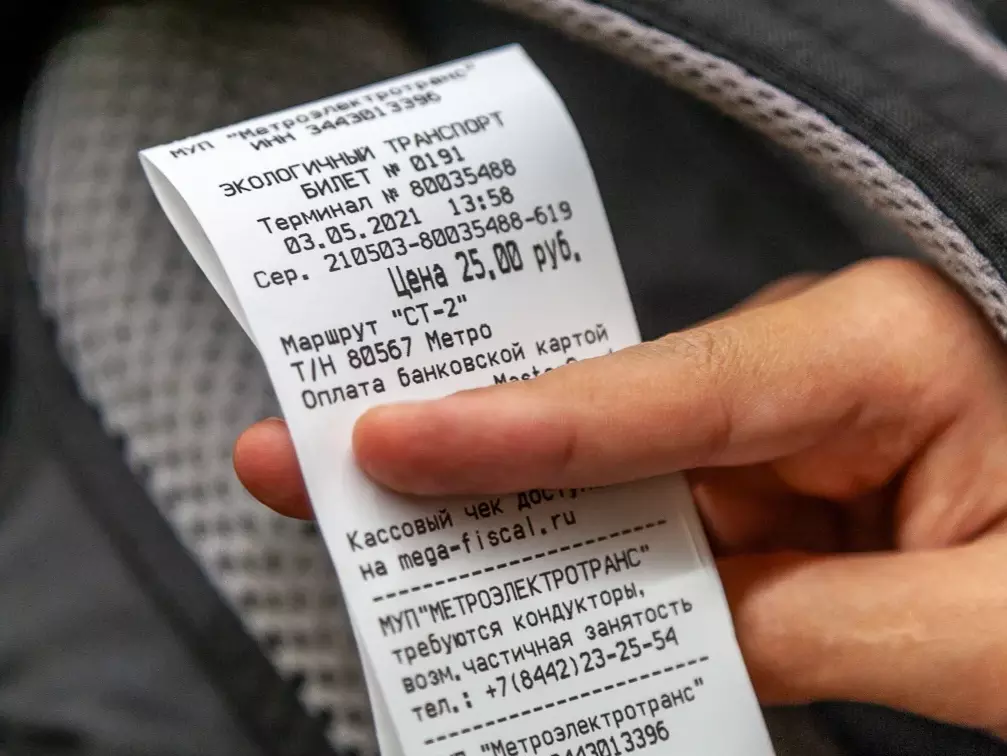 МУП "Метроэлектротранс"
ИНН 3443013396
ЭКОЛОГИЧНЫЙ ТРАНСПОРТ
БИЛЕТ № 0191
Терминал № 80035488
03.05.2021 13:58
Сер. 210503-80035488-619
Цена 25,00 руб.
Маршрут "СТ-2"
Т/Н 80567 Метро
Оплата банковской картой
Кассовый чек
на mega-fiscal.ru
МУП"МЕТРОЭЛЕКТРОТРАНС"
требуются кондукторы,
возм.частичная занятость
тел.: +7(8442)23-25-54
МУП "Метроэлектротранс"
3443013396